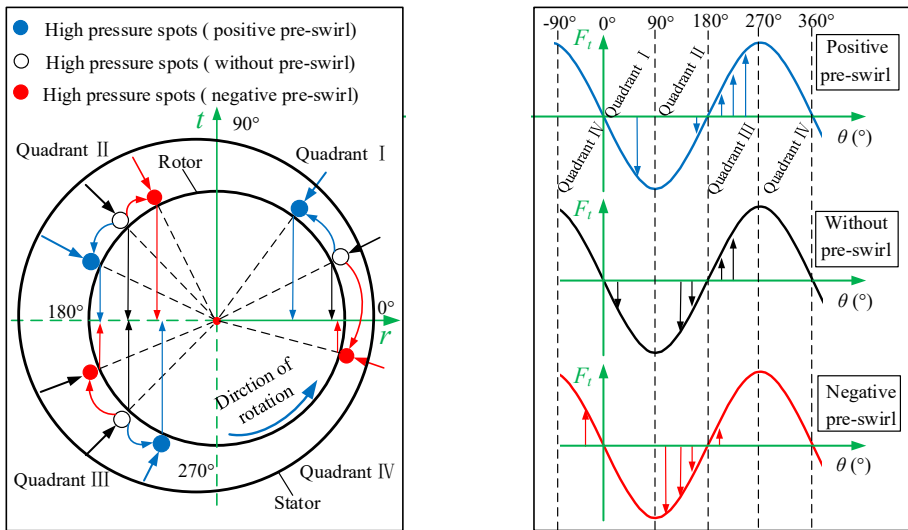 High pressure spots ( positive pre-swirl)
High pressure spots ( without pre-swirl)
High pressure spots ( negative pre-swirl)
t
90°
Quadrant Ⅱ
Quadrant Ⅰ
Rotor
180°
0°
r
Dirction of
rotation
270°
Quadrant Ⅲ
Quadrant Ⅳ
Stator
-90° 0° 90° 180° 270° 360°
Ft
Positive
pre-swirl
Quadrant Ⅰ
Quadrant Ⅱ
θ (°)
Quadrant Ⅳ
Quadrant Ⅲ
Quadrant Ⅳ
Ft
Without
pre-swirl
θ (°)
Ft
Negative
pre-swirl
θ (°)